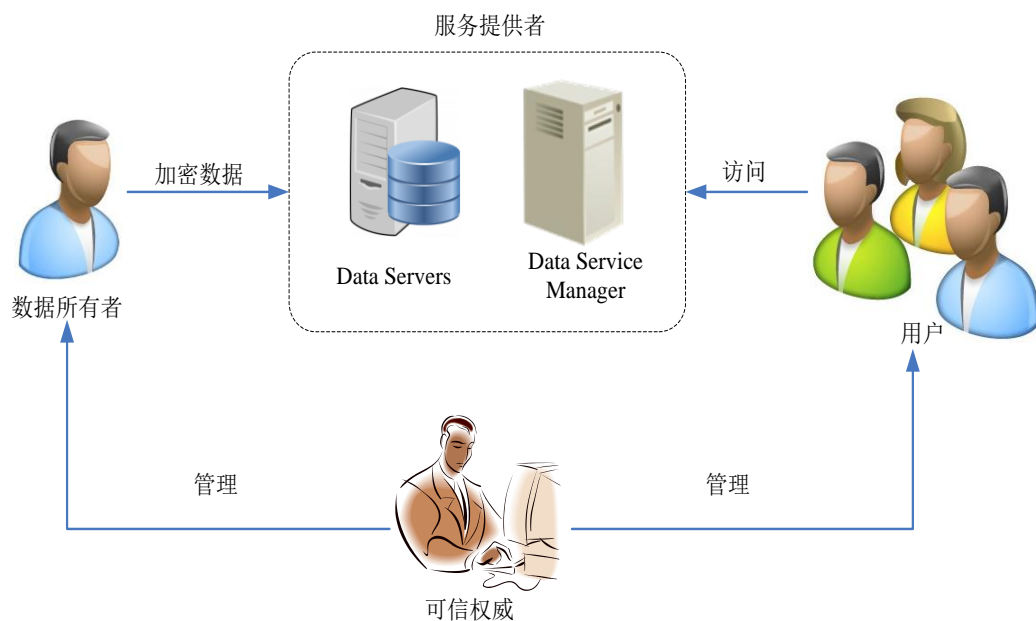 服务提供者
加密数据
访问
Data Servers
Data Service
Manager
数据所有者
用户
管理
管理
可信权威